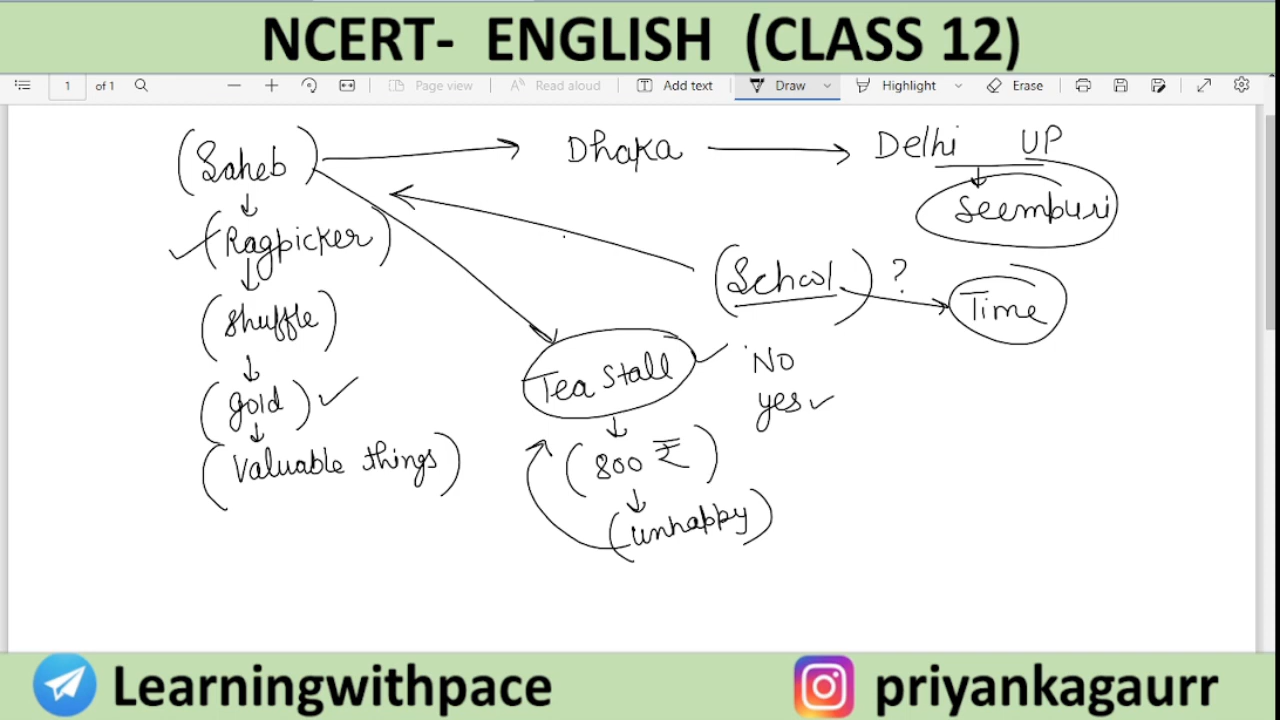 NCERT- ENGLISH (CLASS 12)
1 of 1 Page view Read aloud Add text Draw Highlight Erase
(Saheb) Dhaka Delhi UP
Seempuri
(Ragpicker)
(School) ?
Time
(Shuffle)
Tea Stall
No
yes
(gold)
(Valuable things)
(800 ₹)
(unhappy)
Learningwithpace priyankagaurr